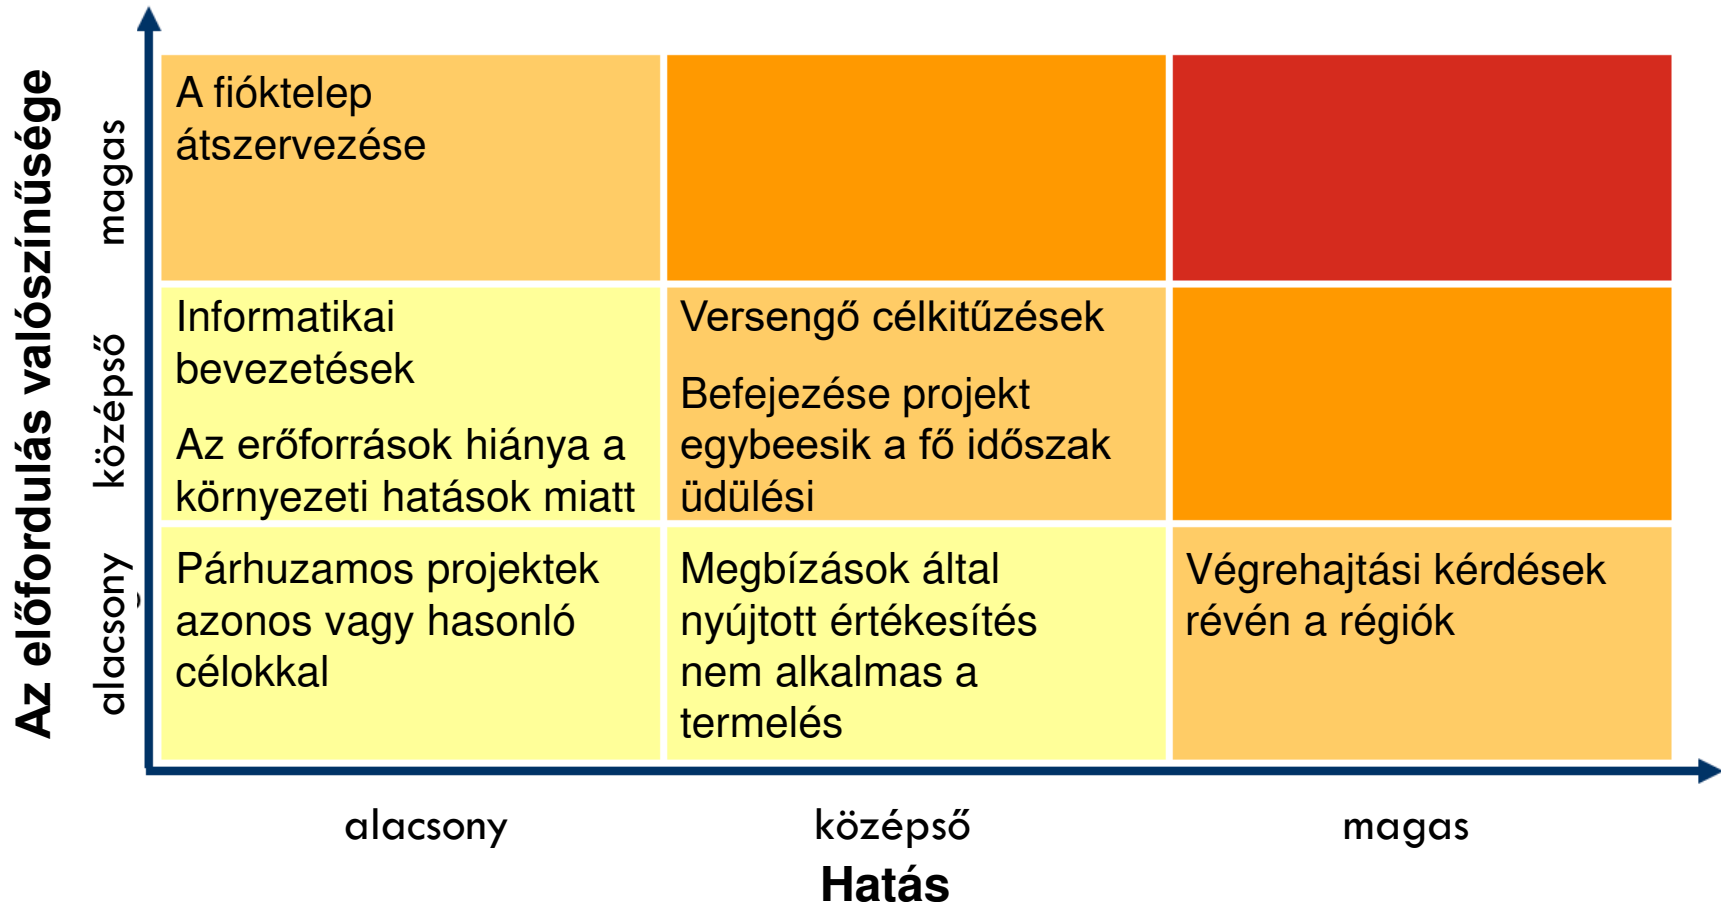 Az előfordulás valószínűsége
magas
középső
alacsony
A fióktelep
átszervezése
Informatikai
bevezetések
Az erőforrások hiánya a
környezeti hatások miatt
Versengő célkitűzések
Befejezése projekt
egybeesik a fő időszak
üdülési
Párhuzamos projektek
azonos vagy hasonló
célokkal
Megbízások által
nyújtott értékesítés
nem alkalmas a
termelés
Végrehajtási kérdések
révén a régiók
alacsony
középső
magas
Hatás